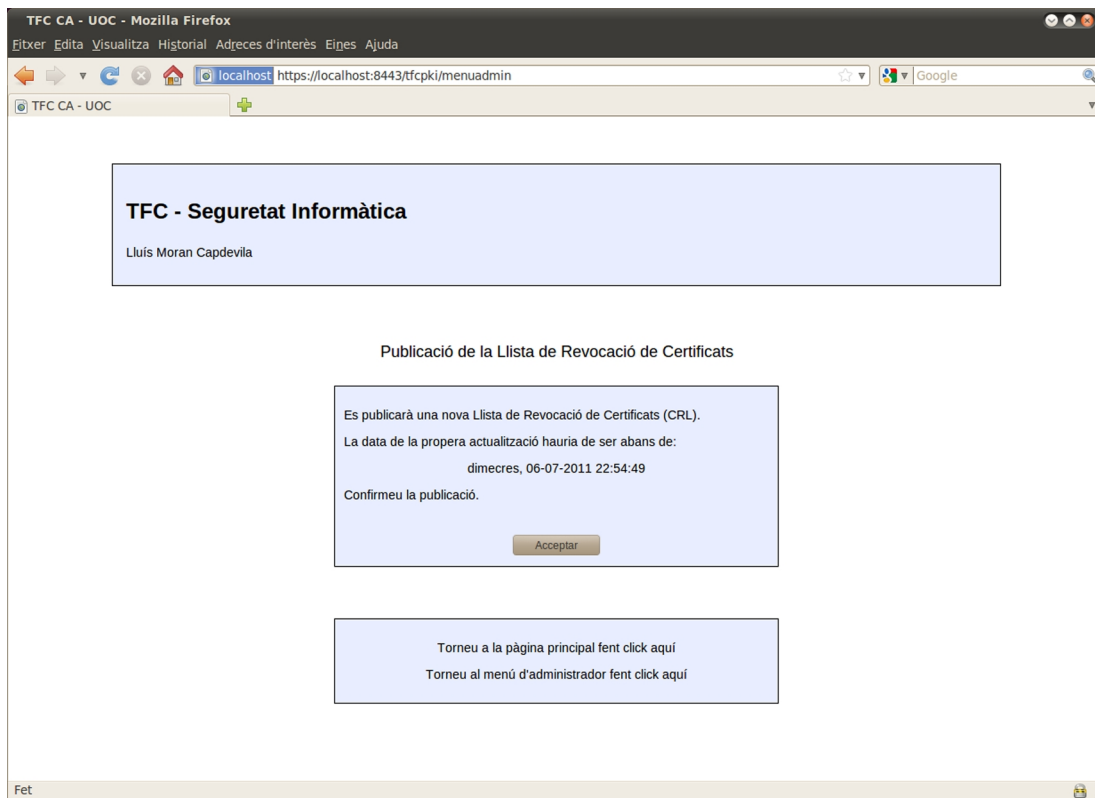 TFC CA - UOC - Mozilla Firefox
Fitxer Edita Visualitza Historial Adreces d'interès Eines Ajuda
localhost https://localhost:8443/tfcpki/menuadmin Google
TFC CA - UOC
TFC - Seguretat Informàtica
Lluís Moran Capdevila
Publicació de la Llista de Revocació de Certificats
Es publicarà una nova Llista de Revocació de Certificats (CRL).
La data de la propera actualització hauria de ser abans de:
dimecres, 06-07-2011 22:54:49
Confirmeu la publicació.
Acceptar
Torneu a la pàgina principal fent click aquí
Torneu al menú d'administrador fent click aquí
Fet